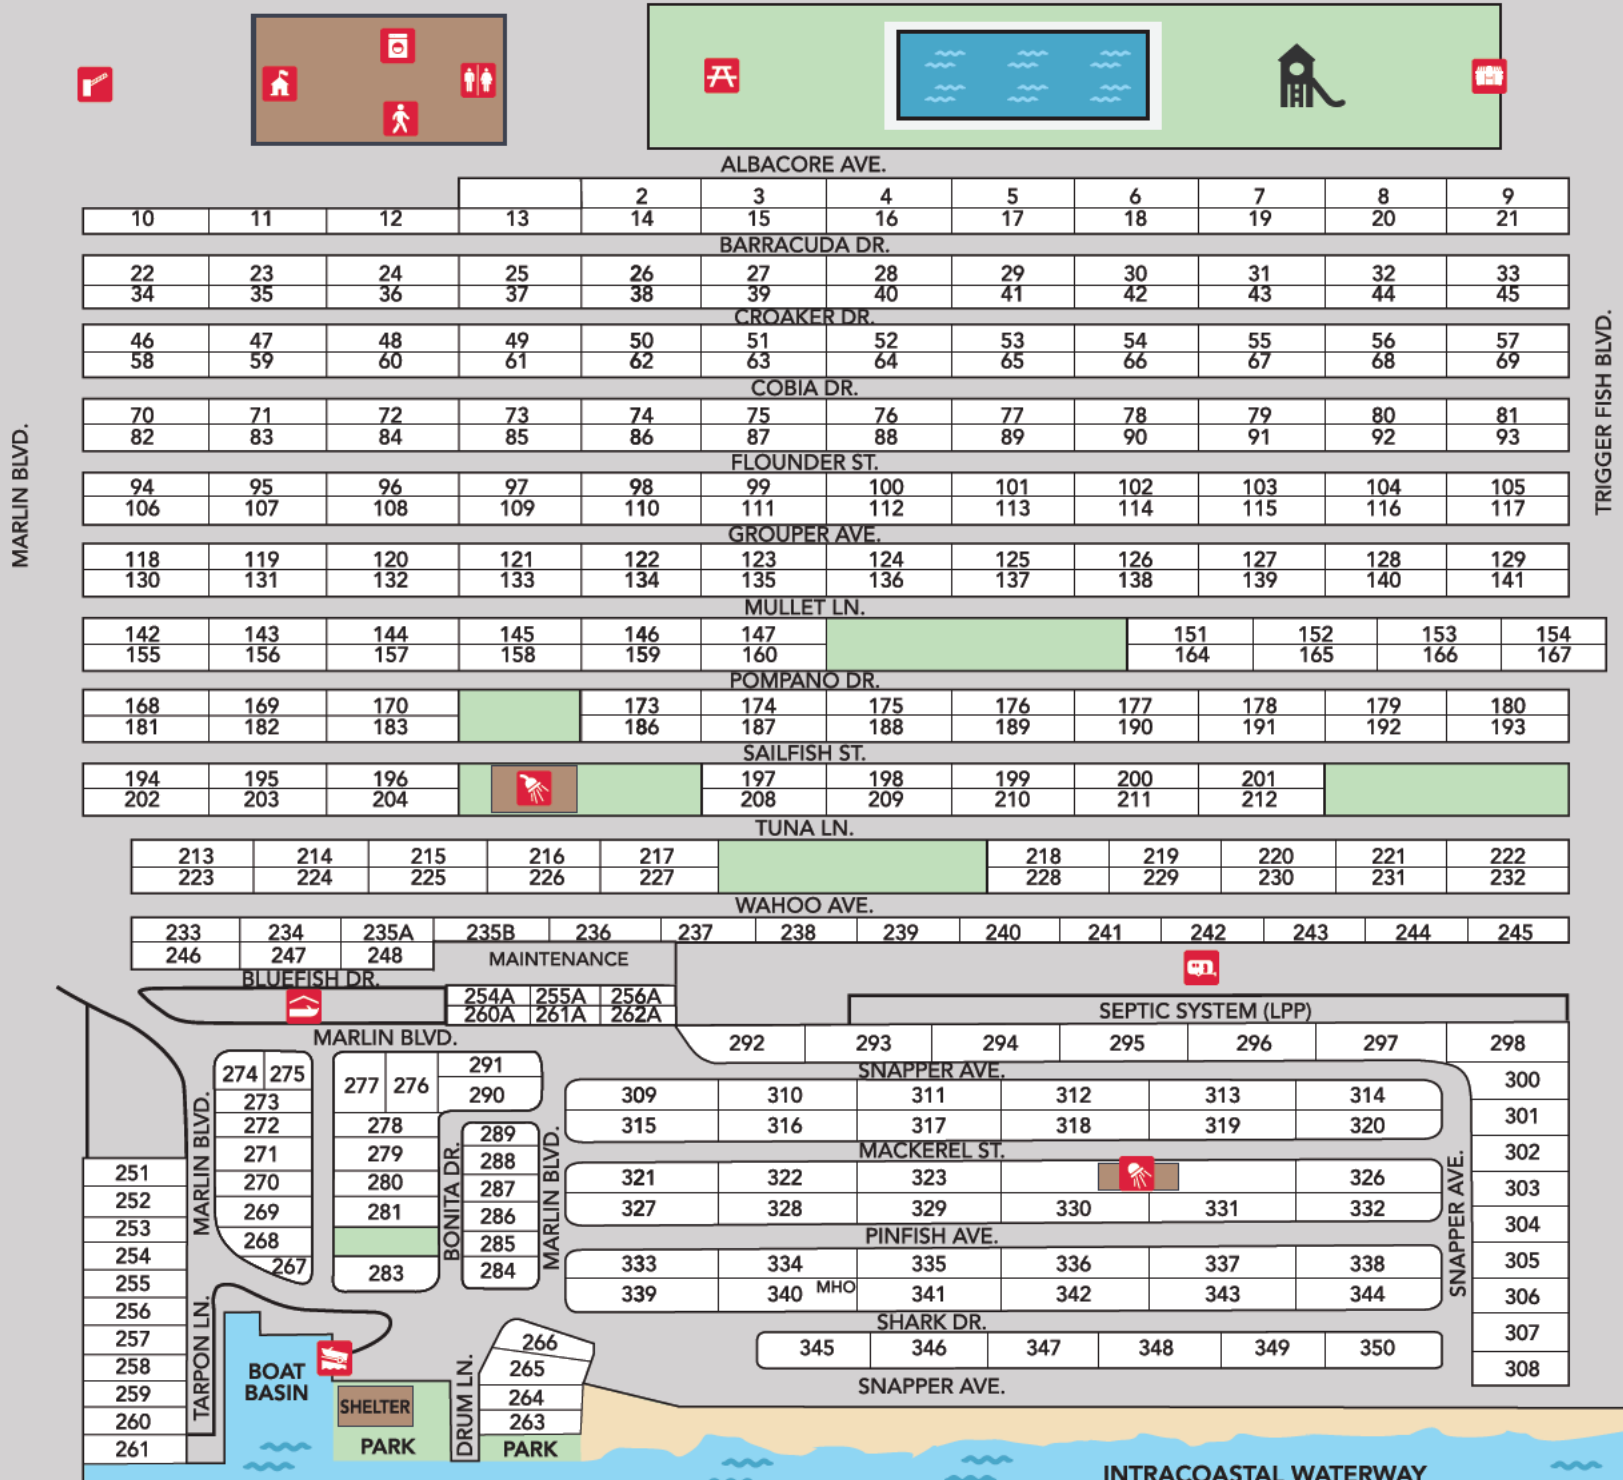 ALBACORE AVE.
2 3 4 5 6 7 8 9
10 11 12 13 14 15 16 17 18 19 20 21
BARRACUDA DR.
22 23 24 25 26 27 28 29 30 31 32 33
34 35 36 37 38 39 40 41 42 43 44 45
CROAKER DR.
46 47 48 49 50 51 52 53 54 55 56 57
58 59 60 61 62 63 64 65 66 67 68 69
COBIA DR.
70 71 72 73 74 75 76 77 78 79 80 81
82 83 84 85 86 87 88 89 90 91 92 93
FLOUNDER ST.
94 95 96 97 98 99 100 101 102 103 104 105
106 107 108 109 110 111 112 113 114 115 116 117
GROUPER AVE.
118 119 120 121 122 123 124 125 126 127 128 129
130 131 132 133 134 135 136 137 138 139 140 141
MULLET LN.
142 143 144 145 146 147 151 152 153 154
155 156 157 158 159 160 164 165 166 167
POMPANO DR.
168 169 170 173 174 175 176 177 178 179 180
181 182 183 186 187 188 189 190 191 192 193
SAILFISH ST.
194 195 196 197 198 199 200 201
202 203 204 208 209 210 211 212
TUNA LN.
213 214 215 216 217 218 219 220 221 222
223 224 225 226 227 228 229 230 231 232
WAHOO AVE.
233 234 235A 235B 236 237 238 239 240 241 242 243 244 245
246 247 248 MAINTENANCE
MARLIN BLVD.
TRIGGER FISH BLVD.
BLUEFISH DR.
254A 255A 256A
260A 261A 262A
SEPTIC SYSTEM (LPP)
MARLIN BLVD.
292 293 294 295 296 297 298
SNAPPER AVE.
274 275
273
272
271
270
269
268
267
MARLIN BLVD.
277 276 291
290
278
279
280
281
283
BONITA DR.
289
288
287
286
285
284
MARLIN BLVD.
309 310 311 312 313 314
315 316 317 318 319 320
MACKEREL ST.
321 322 323 326
327 328 329 330 331 332
PINFISH AVE.
333 334 335 336 337 338
339 340 MHO 341 342 343 344
SHARK DR.
345 346 347 348 349 350
SNAPPER AVE.
SNAPPER AVE.
300
301
302
303
304
305
306
307
308
251
252
253
254
255
256
257
258
259
260
261
TARPON LN.
BOAT
BASIN
SHELTER
PARK
DRUM LN.
266
265
264
263
PARK
INTRACOASTAL WATERWAY